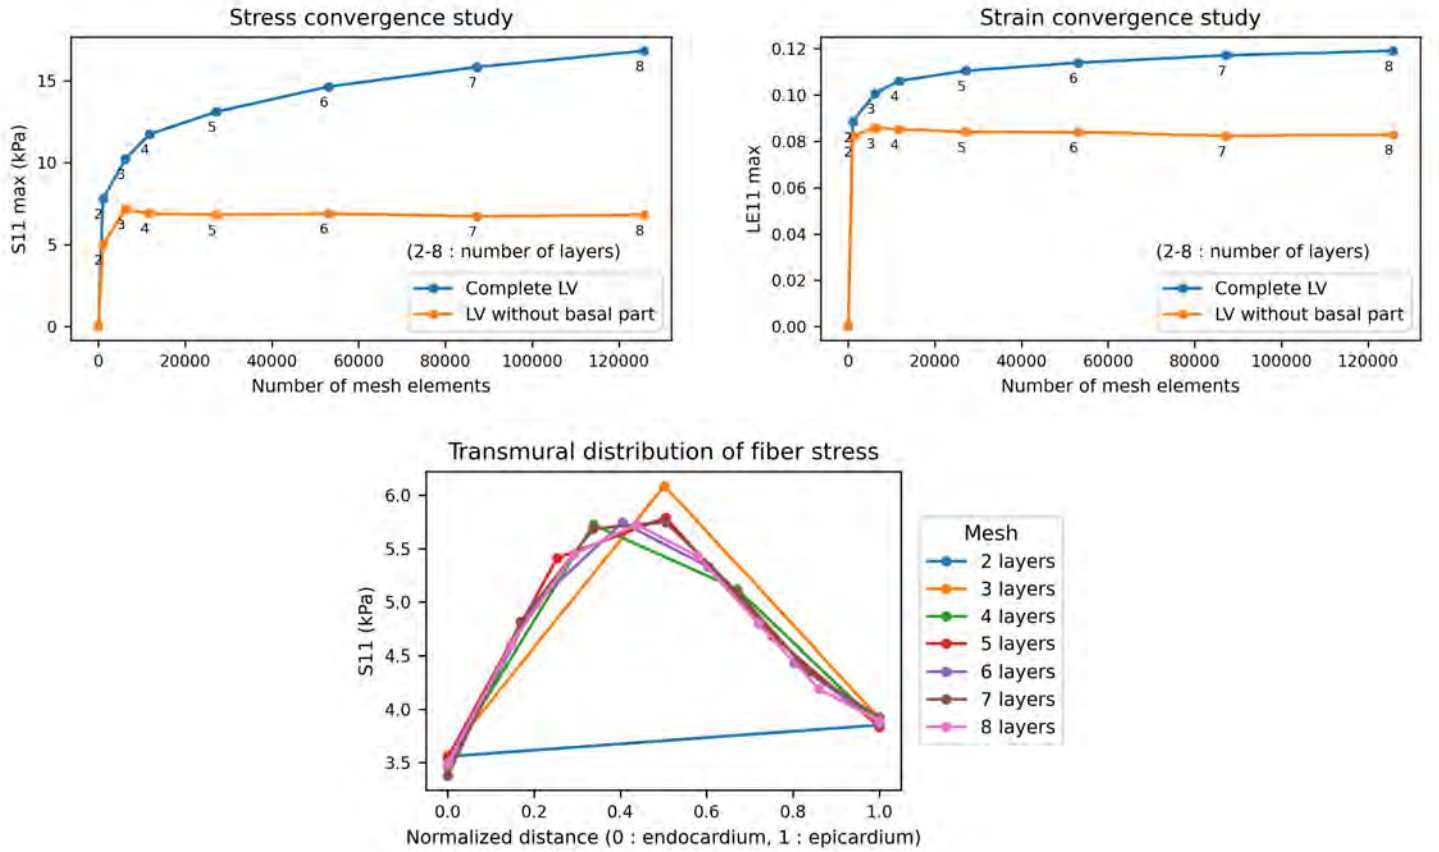 Stress convergence study
S11 max (kPa)
15
10
5
0
2
3
4
5
6
7
8
2
3
4
5
6
7
8
(2-8 : number of layers)
Complete LV
LV without basal part
0 20000 40000 60000 80000 100000 120000
Number of mesh elements
Strain convergence study
LE11 max
0.12
0.10
0.08
0.06
0.04
0.02
0.00
2
3
4
5
6
7
8
2
3
4
5
6
7
8
(2-8 : number of layers)
Complete LV
LV without basal part
0 20000 40000 60000 80000 100000 120000
Number of mesh elements
Transmural distribution of fiber stress
S11 (kPa)
6.0
5.5
5.0
4.5
4.0
3.5
0.0 0.2 0.4 0.6 0.8 1.0
Normalized distance (0 : endocardium, 1 : epicardium)
Mesh
2 layers
3 layers
4 layers
5 layers
6 layers
7 layers
8 layers